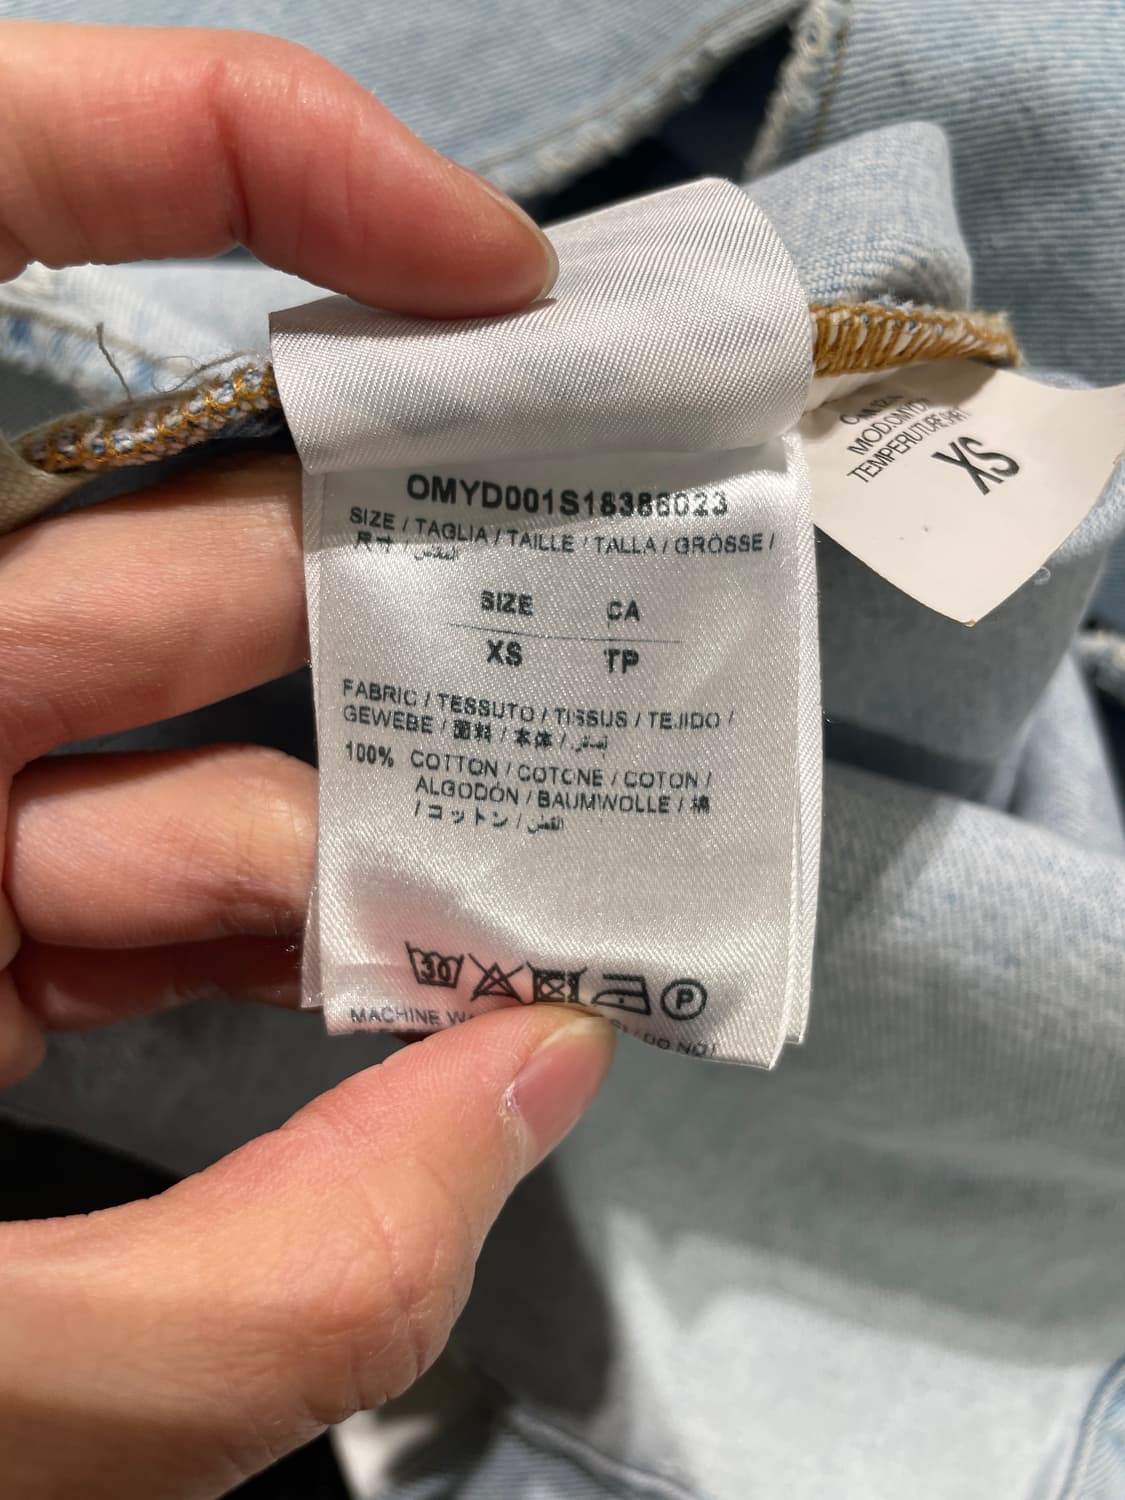 OMYD001S18386023
SIZE / TAGLIA / TAILLE / TALLA / GRÖSSE /
尺寸 / المقاس
SIZE CA
XS TP
FABRIC / TESSUTO / TISSUS / TEJIDO /
GEWEBE / 面料 / 本体 /
100% COTTON / COTONE / COTON /
ALGODÓN / BAUMWOLLE / 棉
/ コットン / القطن
30
P
MACHINE
DO NOT
MOD.OMYD
XS